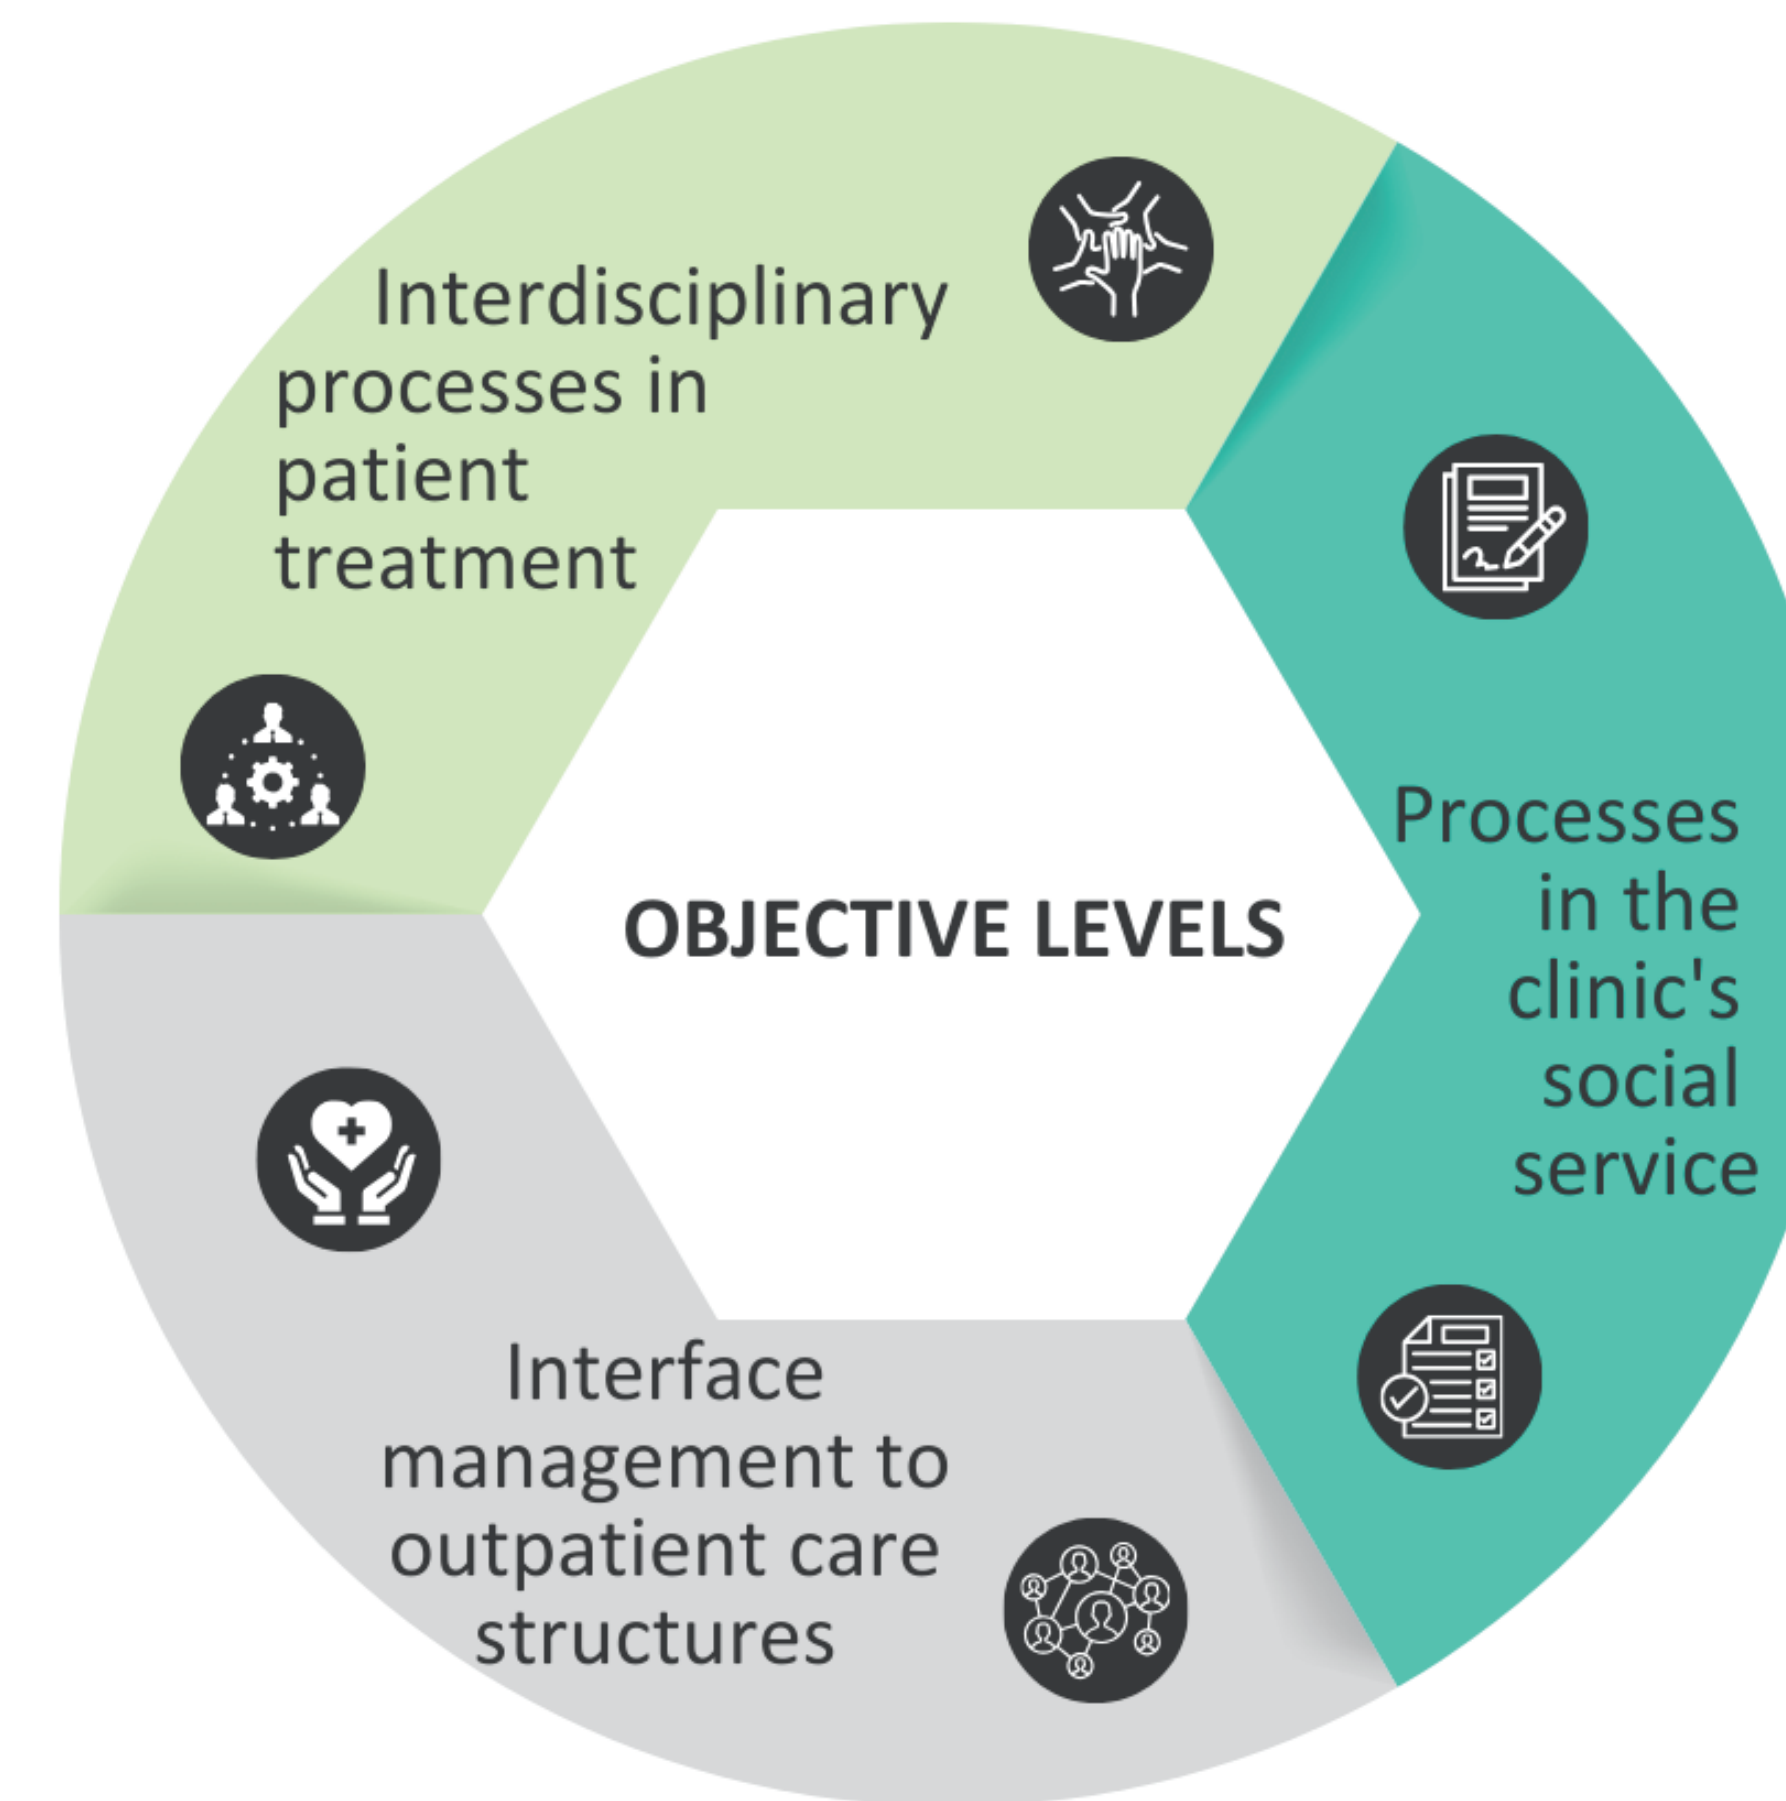 Interdisciplinary
processes in
patient
treatment
Processes
in the
clinic's
social
service
OBJECTIVE LEVELS
Interface
management to
outpatient care
structures